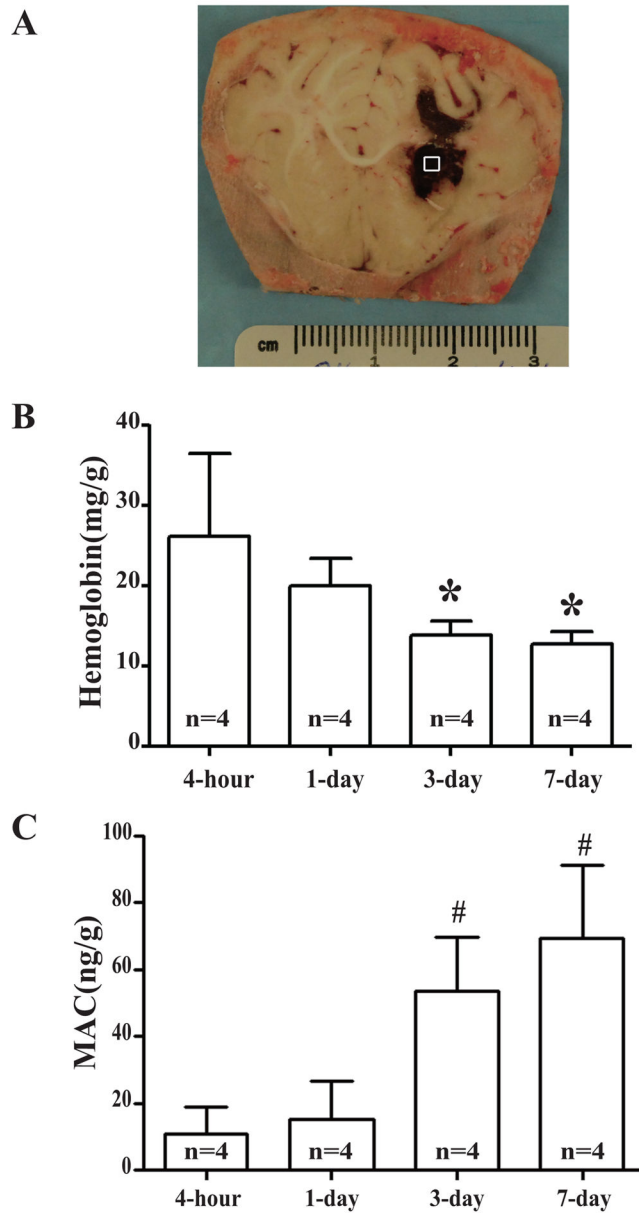 A
cm 1 2 3
B
Hemoglobin(mg/g)
40
30
20
10
0
* *
n=4 n=4 n=4 n=4
4-hour 1-day 3-day 7-day
C
MAC(ng/g)
100
80
60
40
20
0
# #
n=4 n=4 n=4 n=4
4-hour 1-day 3-day 7-day